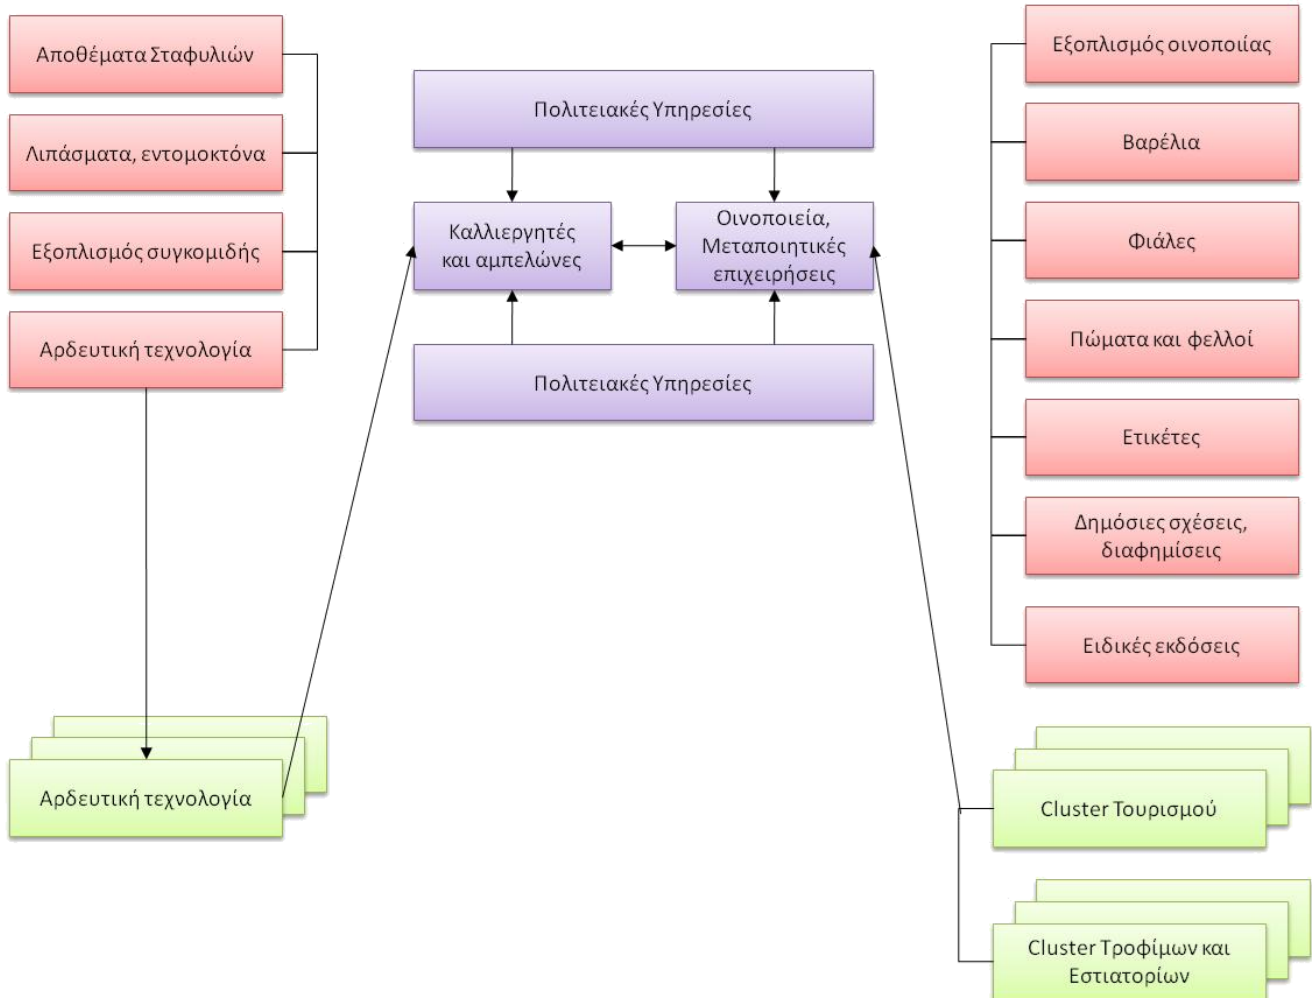 Αποθέματα Σταφυλιών
Λιπάσματα, εντομοκτόνα
Εξοπλισμός συγκομιδής
Αρδευτική τεχνολογία
Αρδευτική τεχνολογία
Πολιτειακές Υπηρεσίες
Καλλιεργητές
και αμπελώνες
Οινοποιεία,
Μεταποιητικές
επιχειρήσεις
Πολιτειακές Υπηρεσίες
Εξοπλισμός οινοποιίας
Βαρέλια
Φιάλες
Πώματα και φελλοί
Ετικέτες
Δημόσιες σχέσεις,
διαφημίσεις
Ειδικές εκδόσεις
Cluster Τουρισμού
Cluster Τροφίμων και
Εστιατορίων